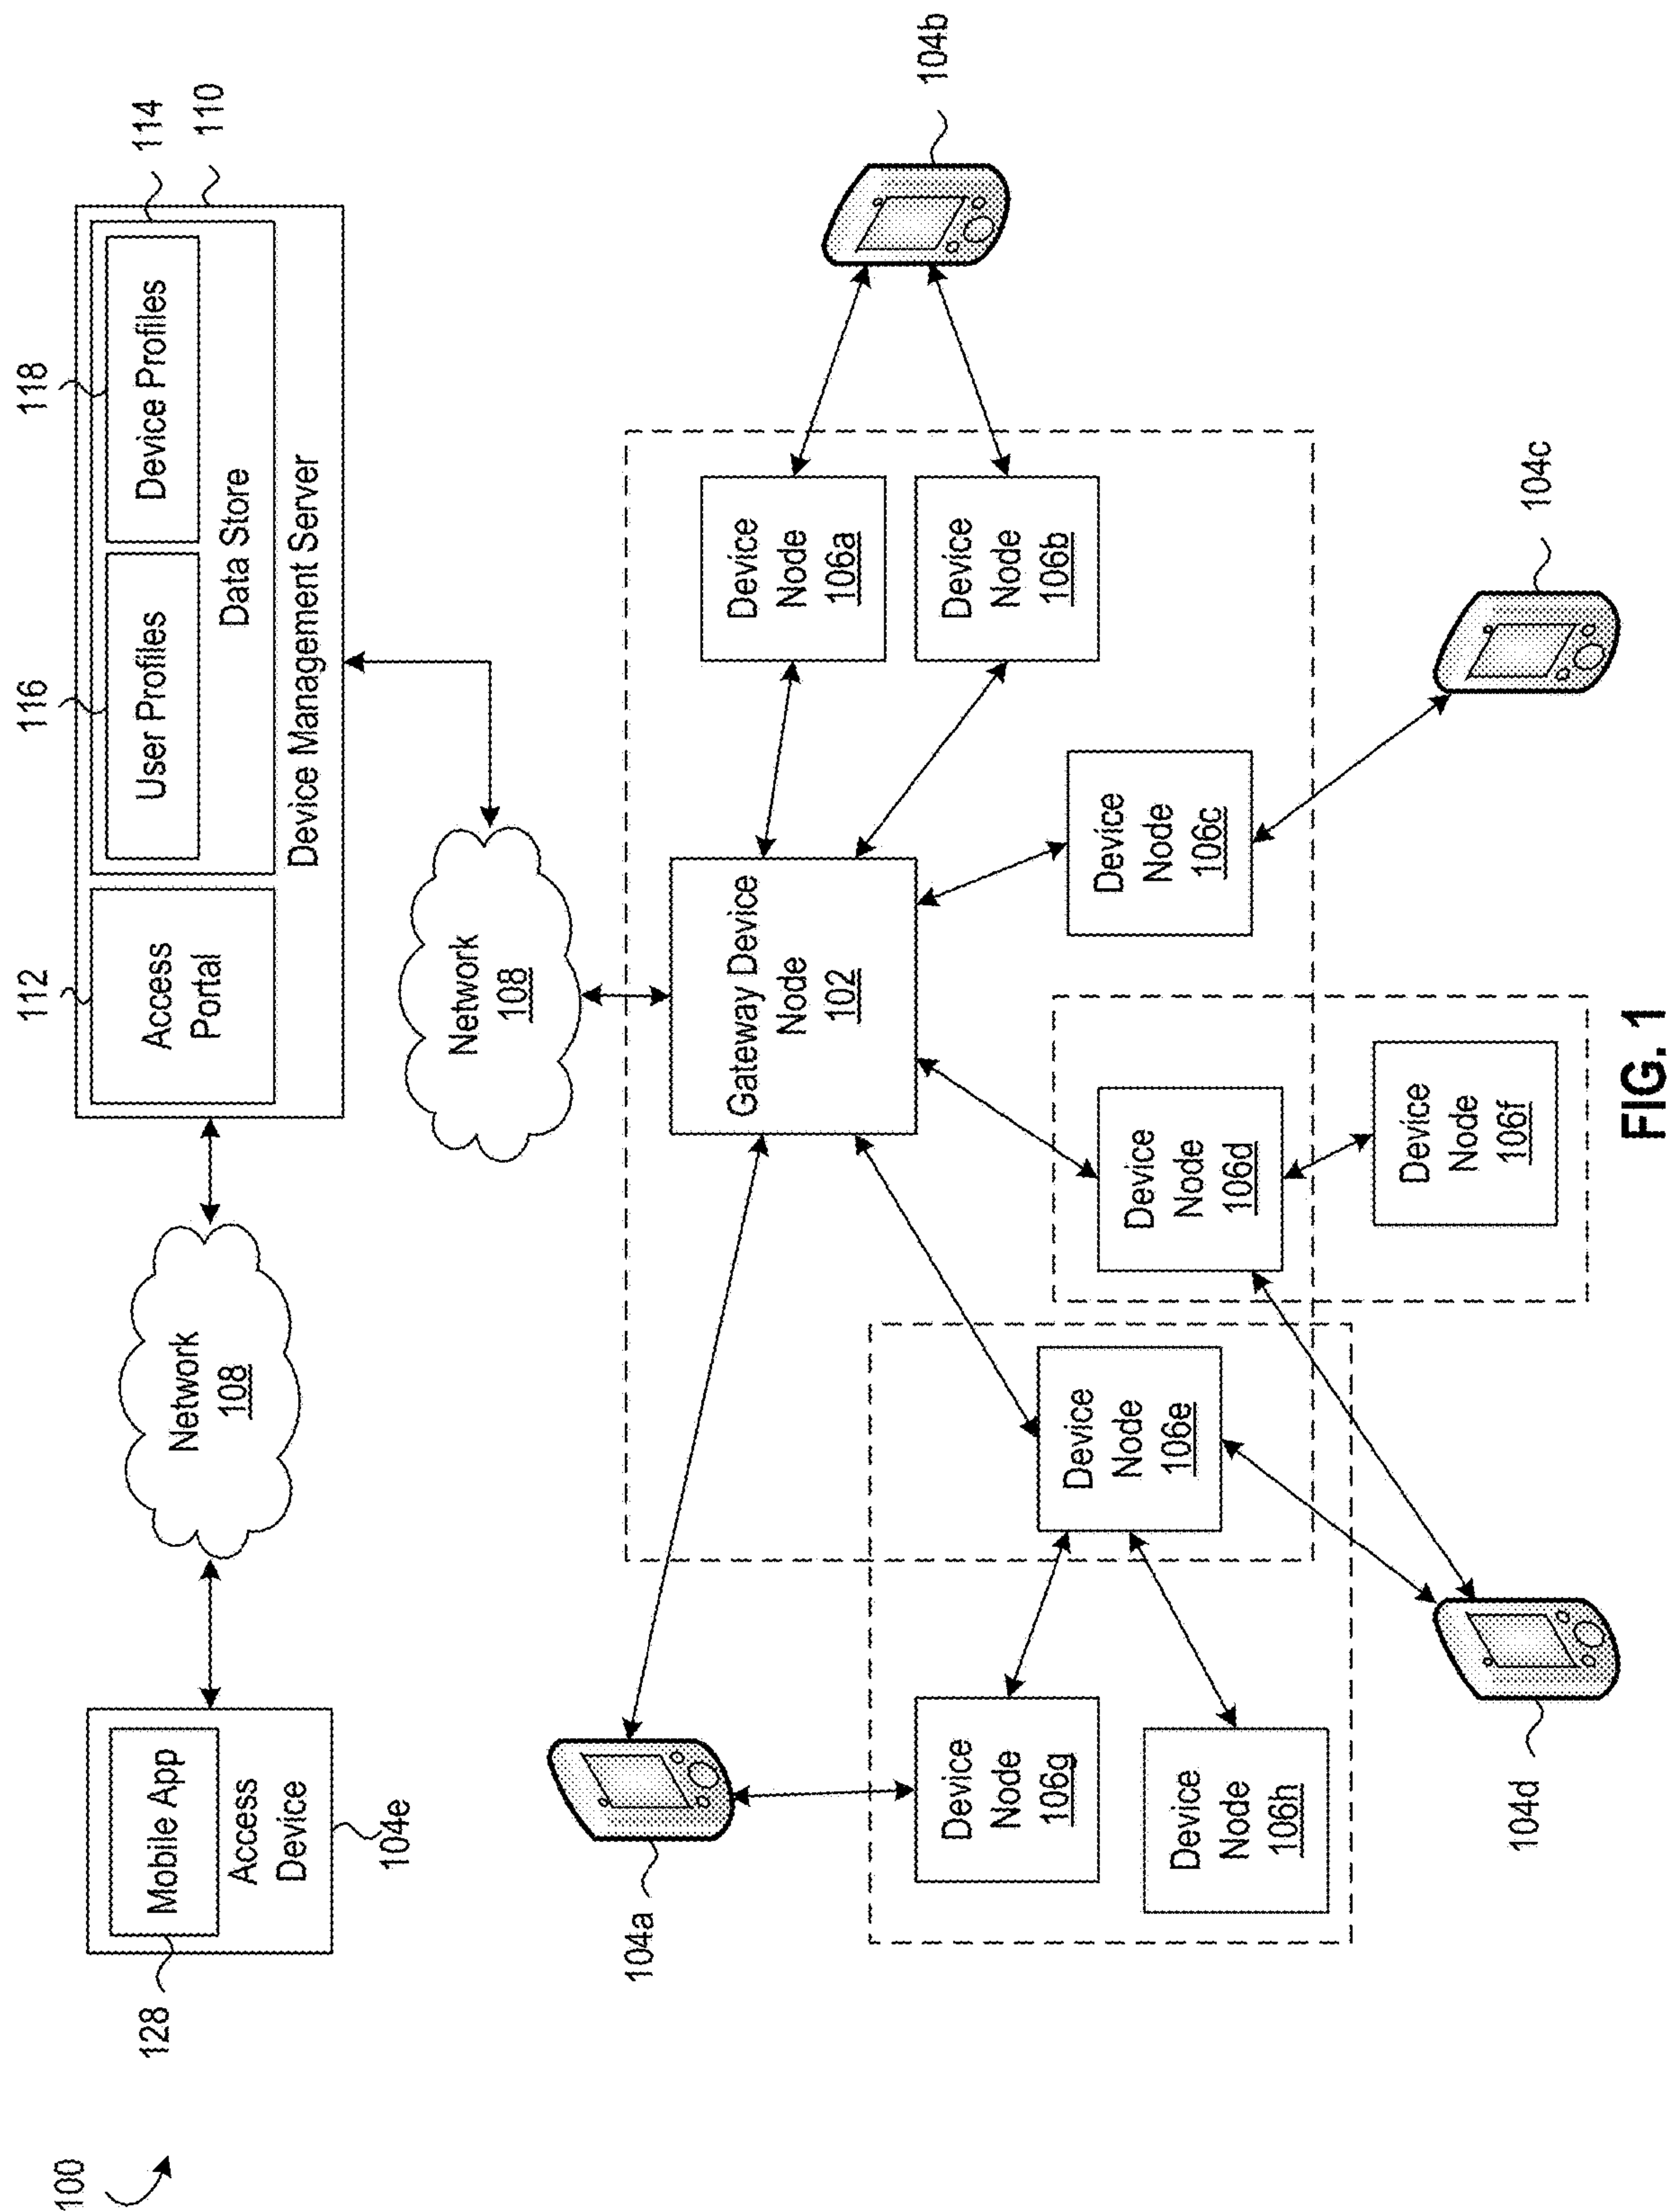 100
128
Mobile App
Access
Device
104e
Network
108
112
Access
Portal
116
User Profiles
118
Device Profiles
Data Store
Device Management Server
114
110
Network
108
Gateway Device
Node
102
Device
Node
106a
Device
Node
106b
104b
Device
Node
106c
104c
Device
Node
106d
Device
Node
106f
Device
Node
106e
104a
Device
Node
106g
Device
Node
106h
104d
FIG. 1